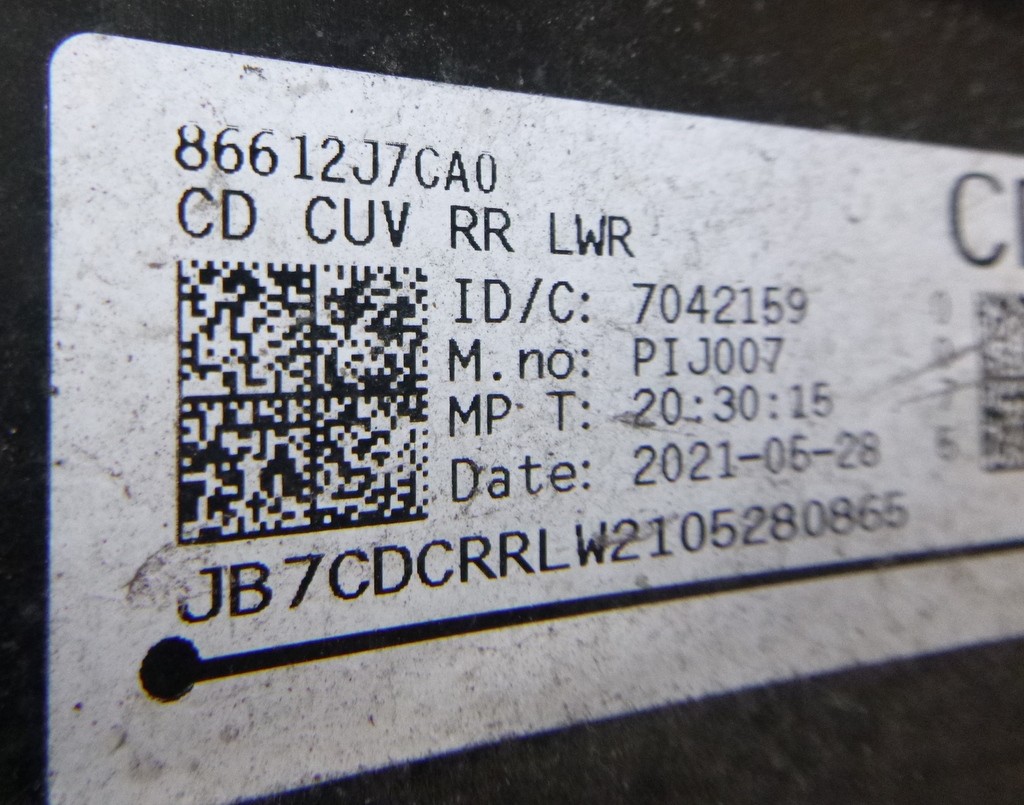 86612J7CA0
CD CUV RR LWR
ID/C: 7042159
M.no: PIJ007
MP T: 20:30:15
Date: 2021-06-28
JB7CDCRRLW2105280865